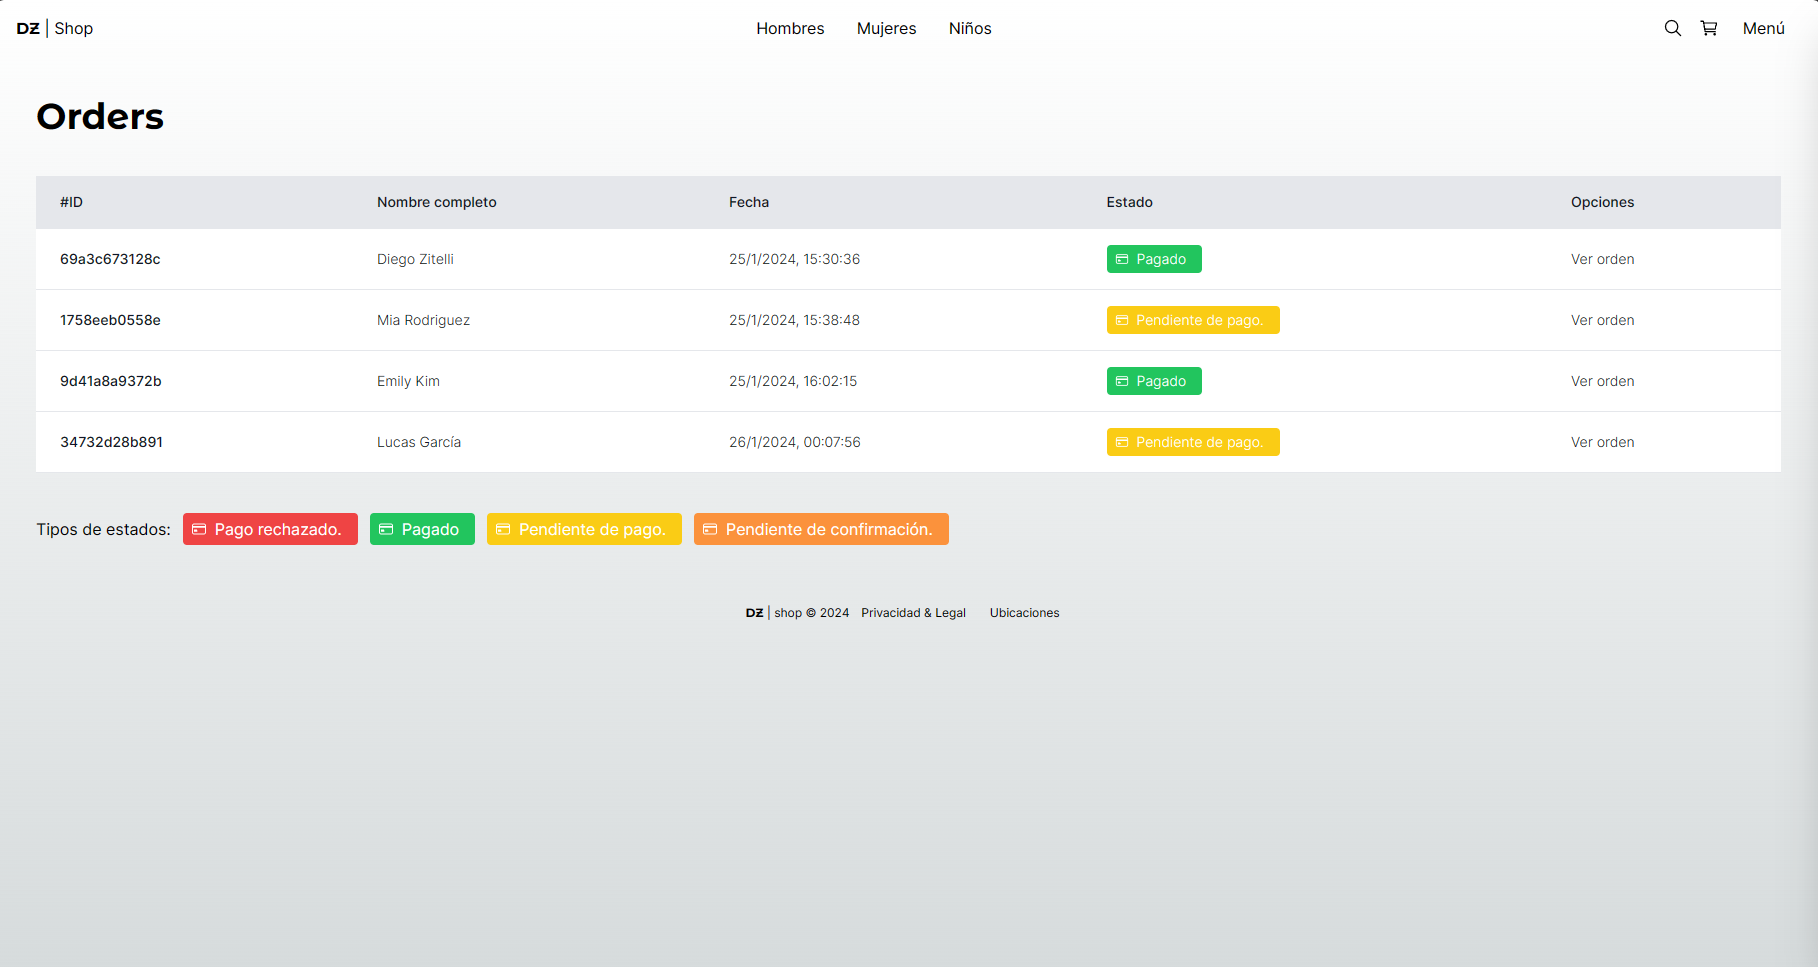 DƵ | Shop Hombres Mujeres Niños Menú
Orders
#ID Nombre completo Fecha Estado Opciones
69a3c673128c Diego Zitelli 25/1/2024, 15:30:36 Pagado Ver orden
1758eeb0558e Mia Rodriguez 25/1/2024, 15:38:48 Pendiente de pago. Ver orden
9d41a8a9372b Emily Kim 25/1/2024, 16:02:15 Pagado Ver orden
34732d28b891 Lucas García 26/1/2024, 00:07:56 Pendiente de pago. Ver orden
Tipos de estados: Pago rechazado. Pagado Pendiente de pago. Pendiente de confirmación.
DƵ | shop © 2024 Privacidad & Legal Ubicaciones